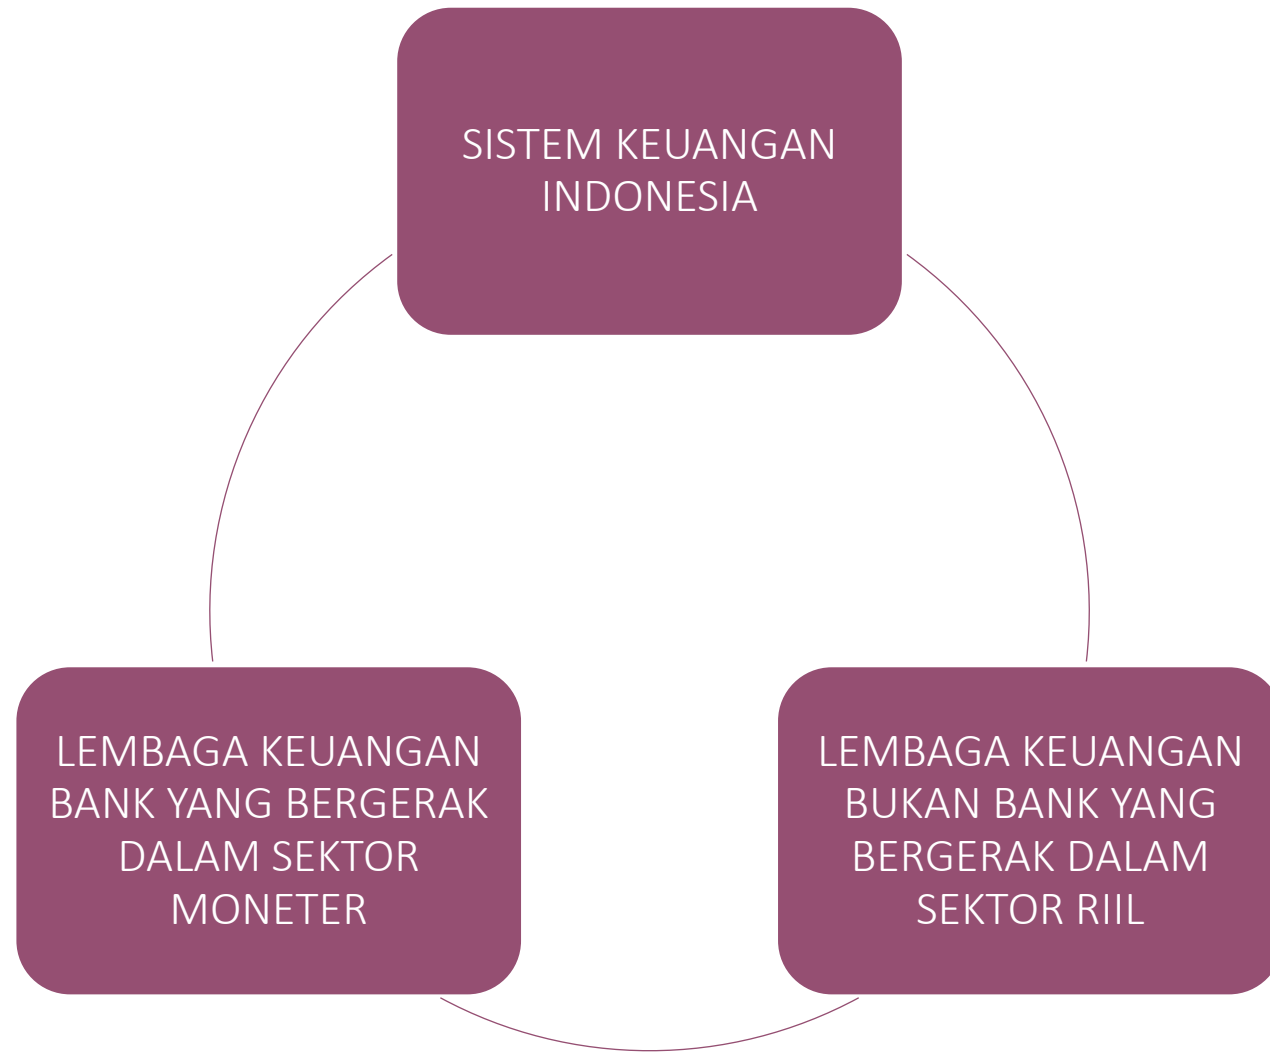 SISTEM KEUANGAN
INDONESIA
LEMBAGA KEUANGAN
BANK YANG BERGERAK
DALAM SEKTOR
MONETER
LEMBAGA KEUANGAN
BUKAN BANK YANG
BERGERAK DALAM
SEKTOR RIIL